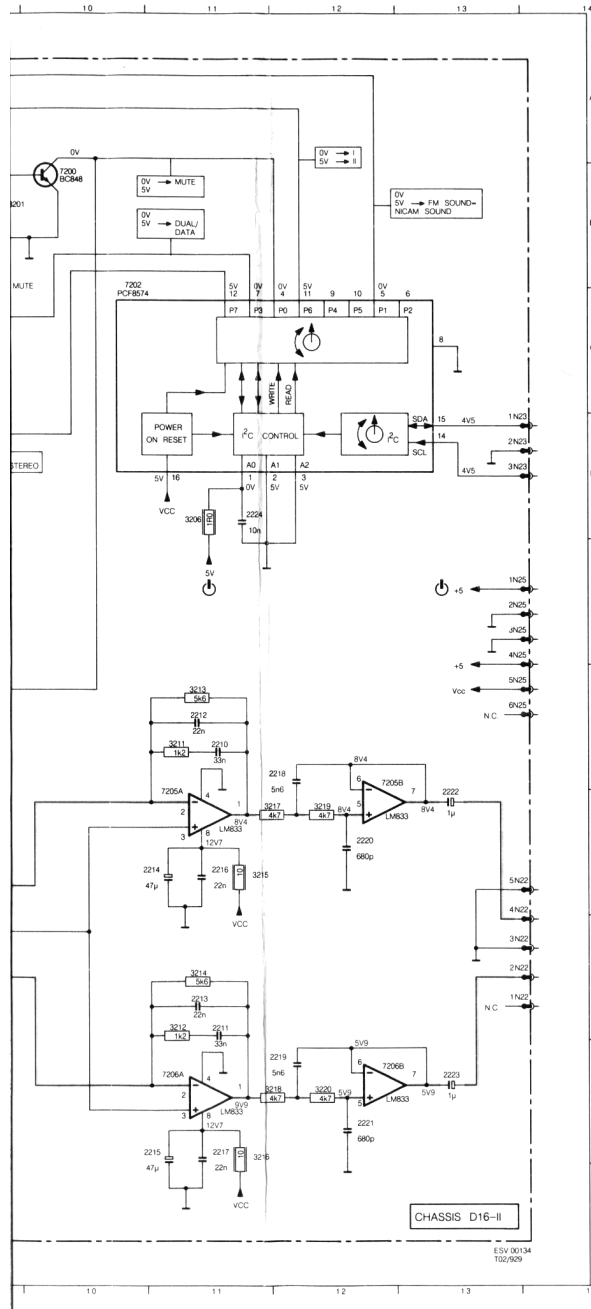 10 11 12 13 14
A
0V
7200
BC848
3201
0V → MUTE
5V
0V → I
5V → II
0V
5V → FM SOUND=
NICAM SOUND
0V
5V → DUAL/
DATA
MUTE
7202
PCF8574
5V 0V 0V 5V 0V
12 7 4 11 9 10 5 6
P7 P3 P0 P6 P4 P5 P1 P2
8
WRITE
READ
POWER
ON RESET
I²C CONTROL
I²C
SDA
SCL
15
14
4V5
4V5
1N23
2N23
3N23
STEREO
5V 16
VCC
A0 A1 A2
1 2 3
0V 5V 5V
3206
1R0
2224
10n
5V
+5
1N25
2N25
3N25
+5
4N25
Vcc
5N25
N.C.
6N25
3213
5k6
2212
22n
3211
1k2
2210
33n
7205A
4
2
3
8
1
8V4
LM833
12V7
2214
47µ
2216
22n
10
3215
VCC
2218
5n6
3217
4k7
3219
4k7
8V4
8V4
6
5
7
7205B
LM833
8V4
2220
680p
2222
1µ
5N22
4N22
3N22
2N22
N.C.
1N22
3214
5k6
2213
22n
3212
1k2
2211
33n
7206A
4
2
3
8
1
9V9
LM833
12V7
2215
47µ
2217
22n
10
3216
VCC
2219
5n6
3218
4k7
3220
4k7
5V9
5V9
6
5
7
7206B
LM833
5V9
2221
680p
2223
1µ
CHASSIS D16-II
ESV 00134
T02/929
10 11 12 13